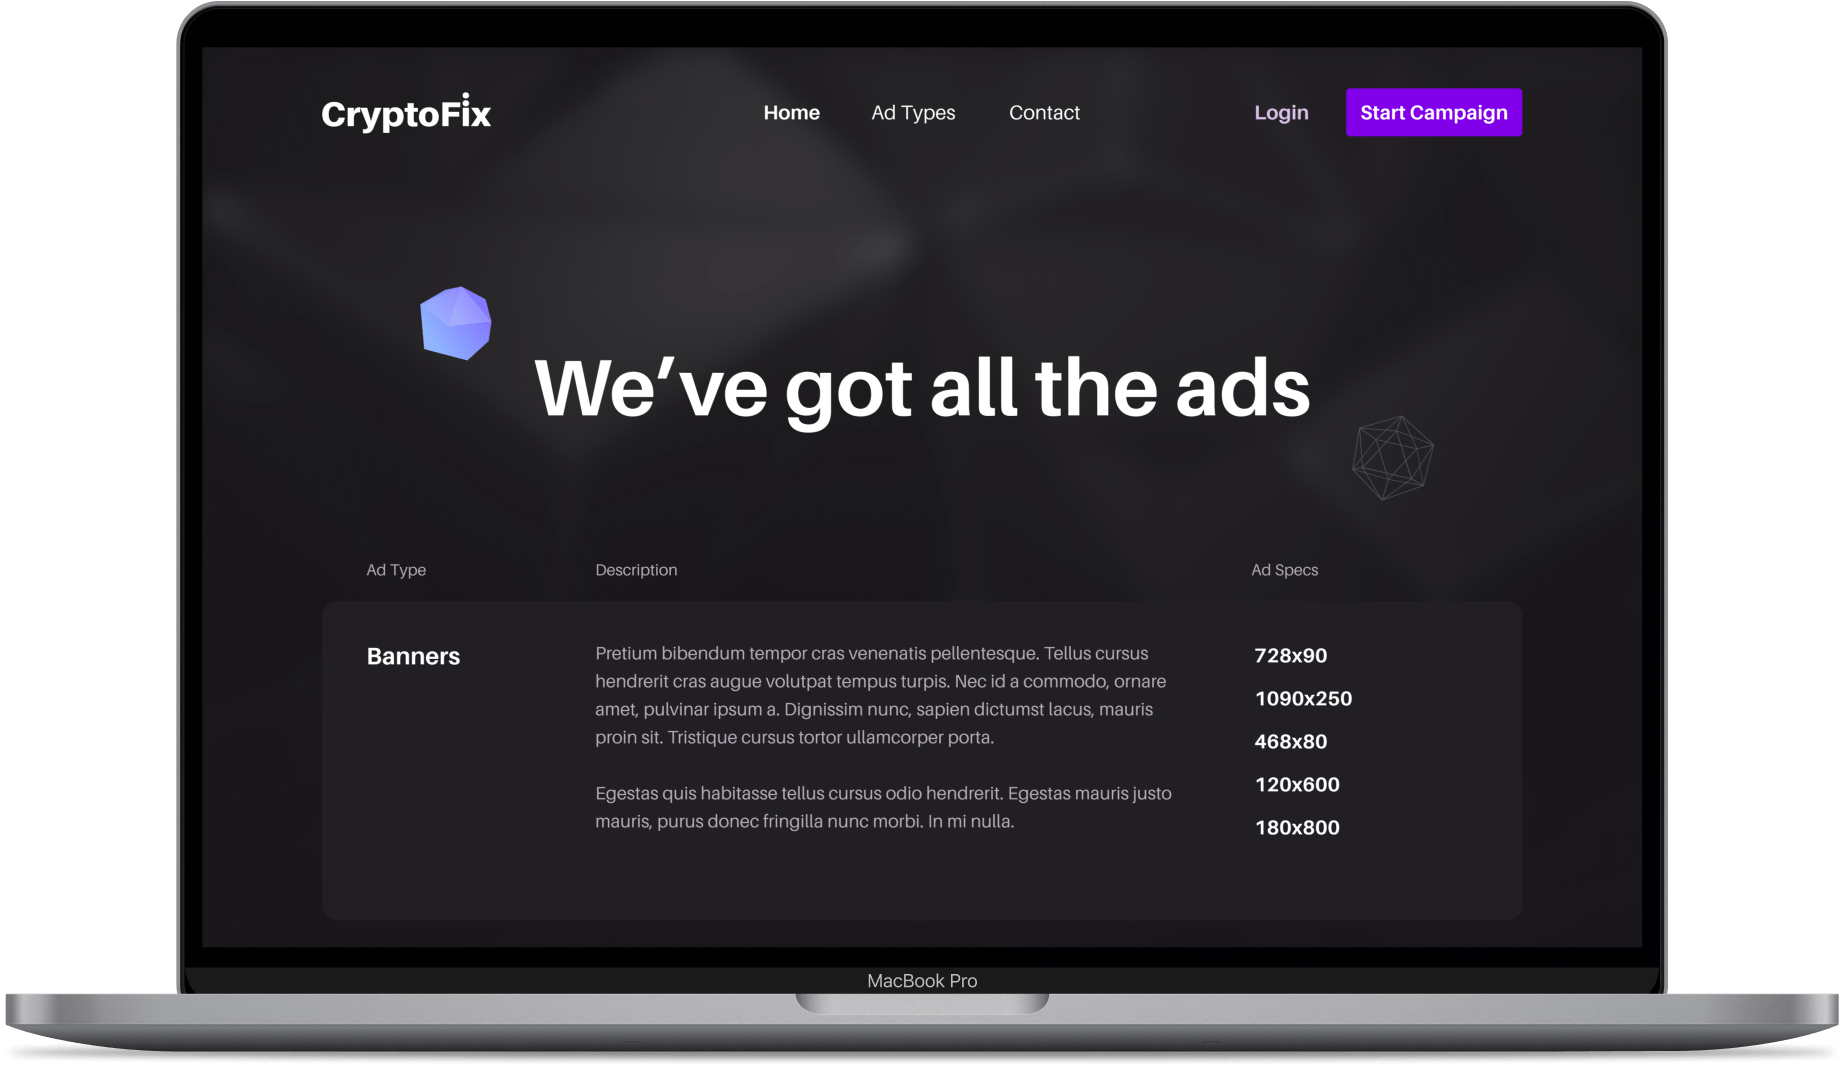 CryptoFix
Home
Ad Types
Contact
Login
Start Campaign
We’ve got all the ads
Ad Type
Description
Ad Specs
Banners
Pretium bibendum tempor cras venenatis pellentesque. Tellus cursus
hendrerit cras augue volutpat tempus turpis. Nec id a commodo, ornare
amet, pulvinar ipsum a. Dignissim nunc, sapien dictumst lacus, mauris
proin sit. Tristique cursus tortor ullamcorper porta.
Egestas quis habitasse tellus cursus odio hendrerit. Egestas mauris justo
mauris, purus donec fringilla nunc morbi. In mi nulla.
728x90
1090x250
468x80
120x600
180x800
MacBook Pro